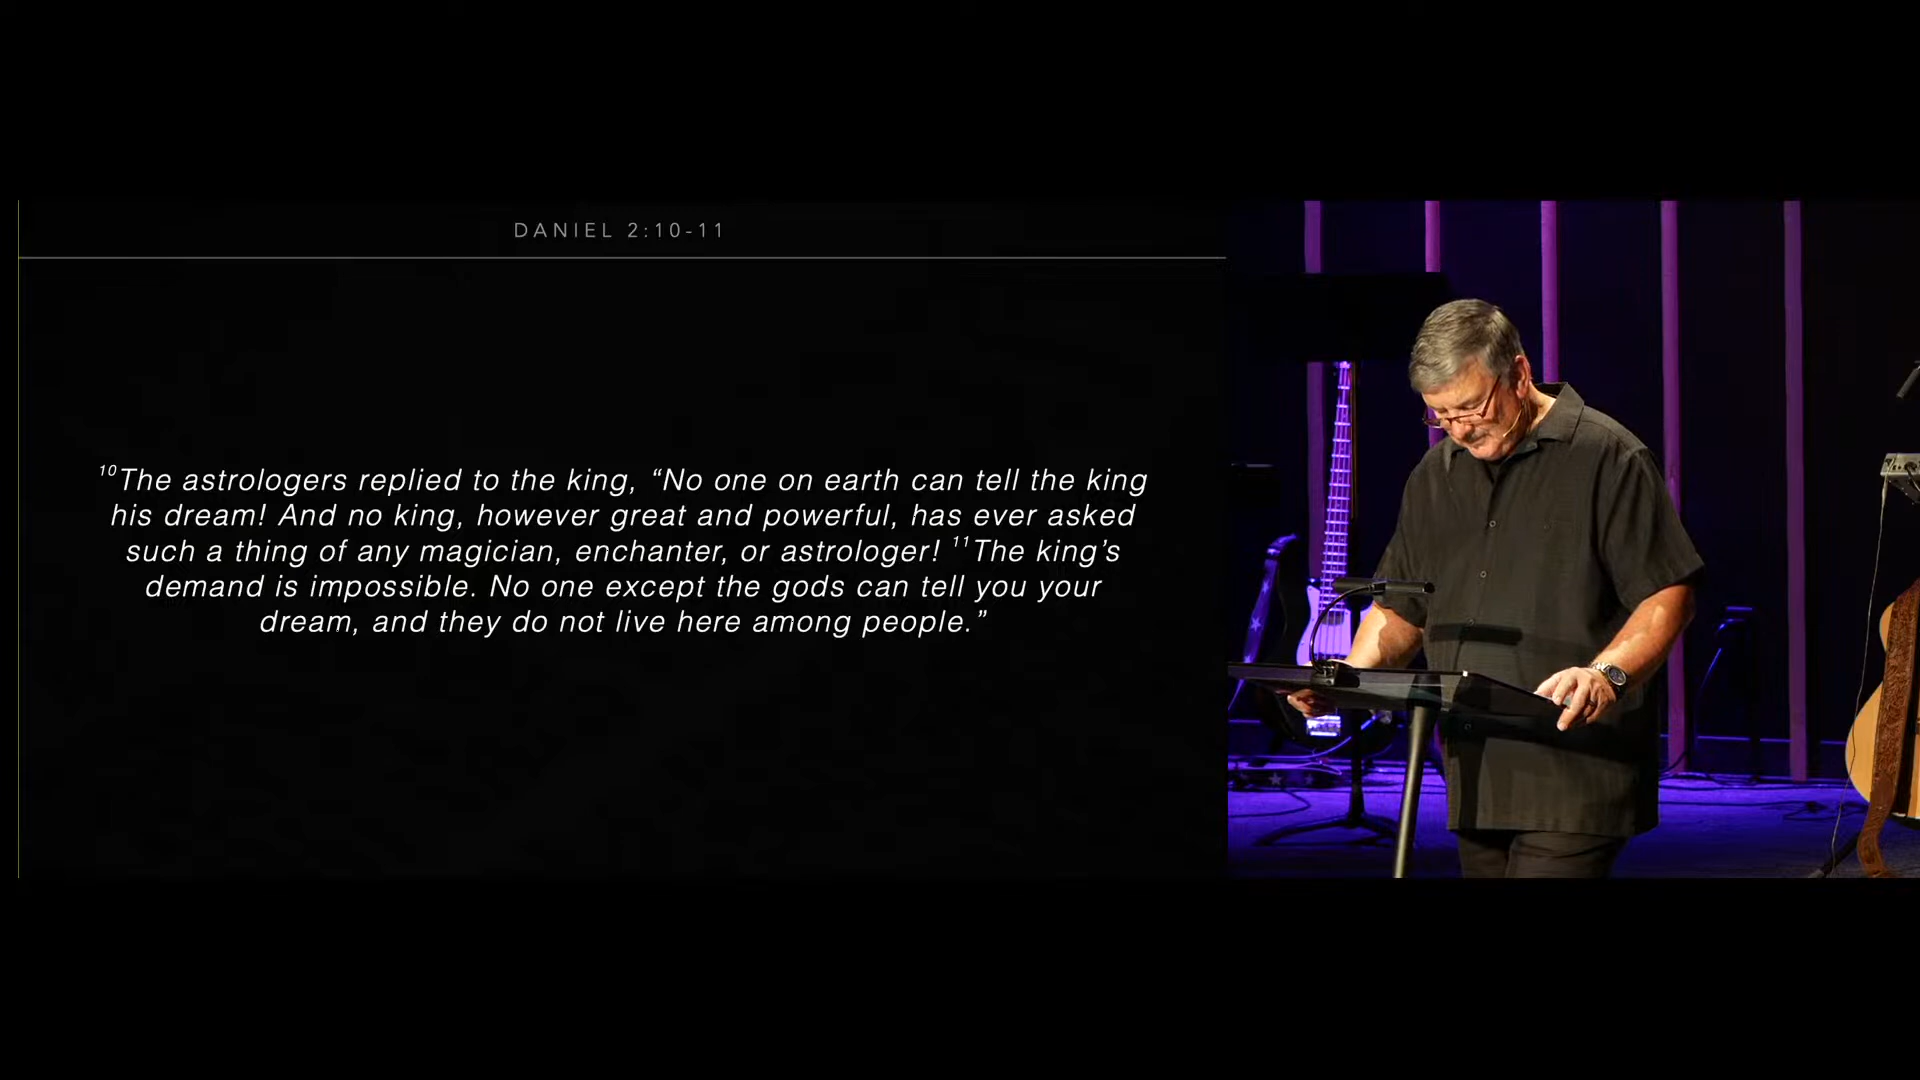 DANIEL 2:10-11
¹⁰The astrologers replied to the king, “No one on earth can tell the king
his dream! And no king, however great and powerful, has ever asked
such a thing of any magician, enchanter, or astrologer! ¹¹The king’s
demand is impossible. No one except the gods can tell you your
dream, and they do not live here among people.”